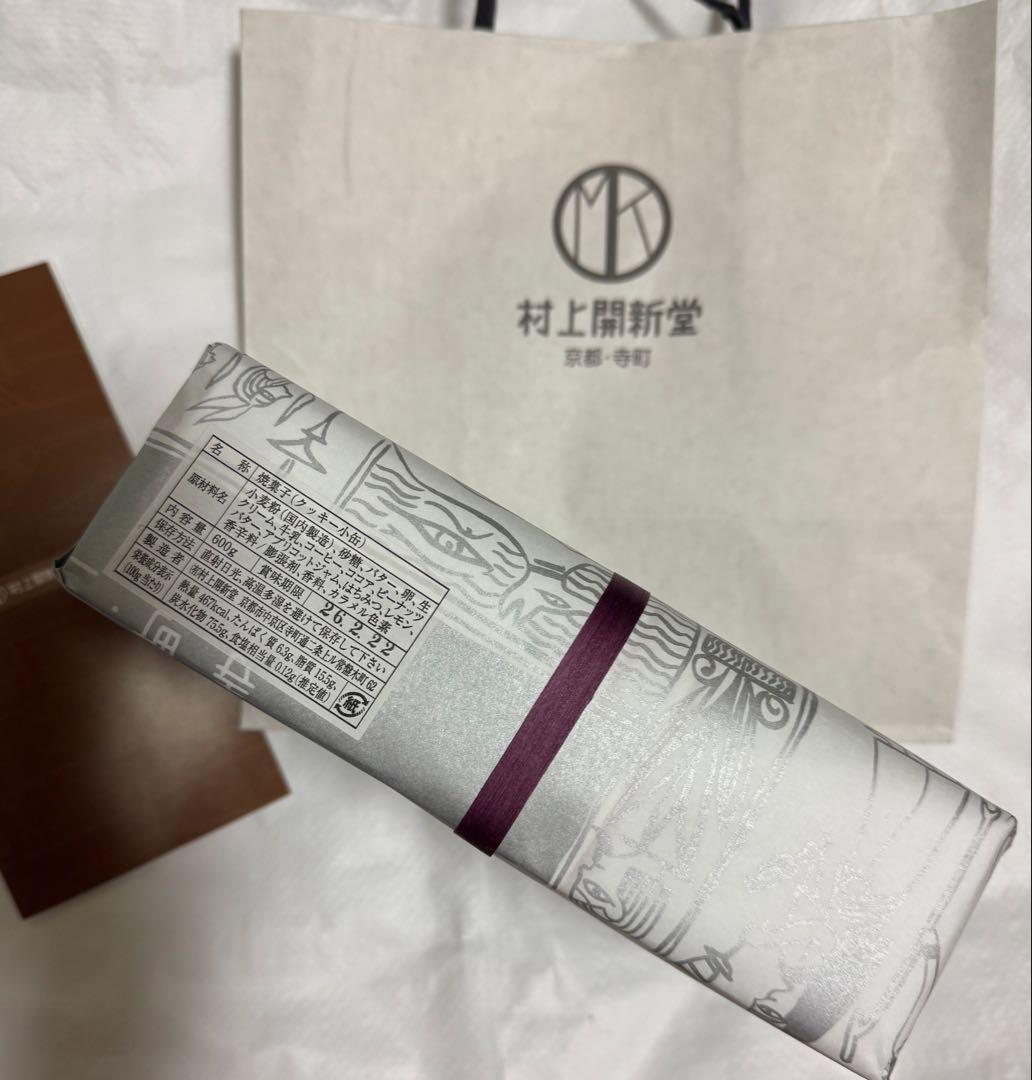 MK
村上開新堂
京都・寺町
名称 焼菓子(クッキー小缶)
原材料名 小麦粉(国内製造)、砂糖、バター、卵、生
クリーム、牛乳、コーヒー、ココア、ピーナッツ
バター、アプリコットジャム、はちみつ、レモン、
香辛料/膨張剤、香料、カラメル色素
内容量 600g 賞味期限 26.2.22
保存方法 直射日光、高温多湿を避けて保存して下さい
製造者 ㈲村上開新堂 京都市中京区寺町通二条上ル常盤木町62
栄養成分表示 熱量 467kcal、たんぱく質 6.3g、脂質 15.5g、
(100g当たり) 炭水化物 75.5g、食塩相当量 0.12g(推定値)
紙